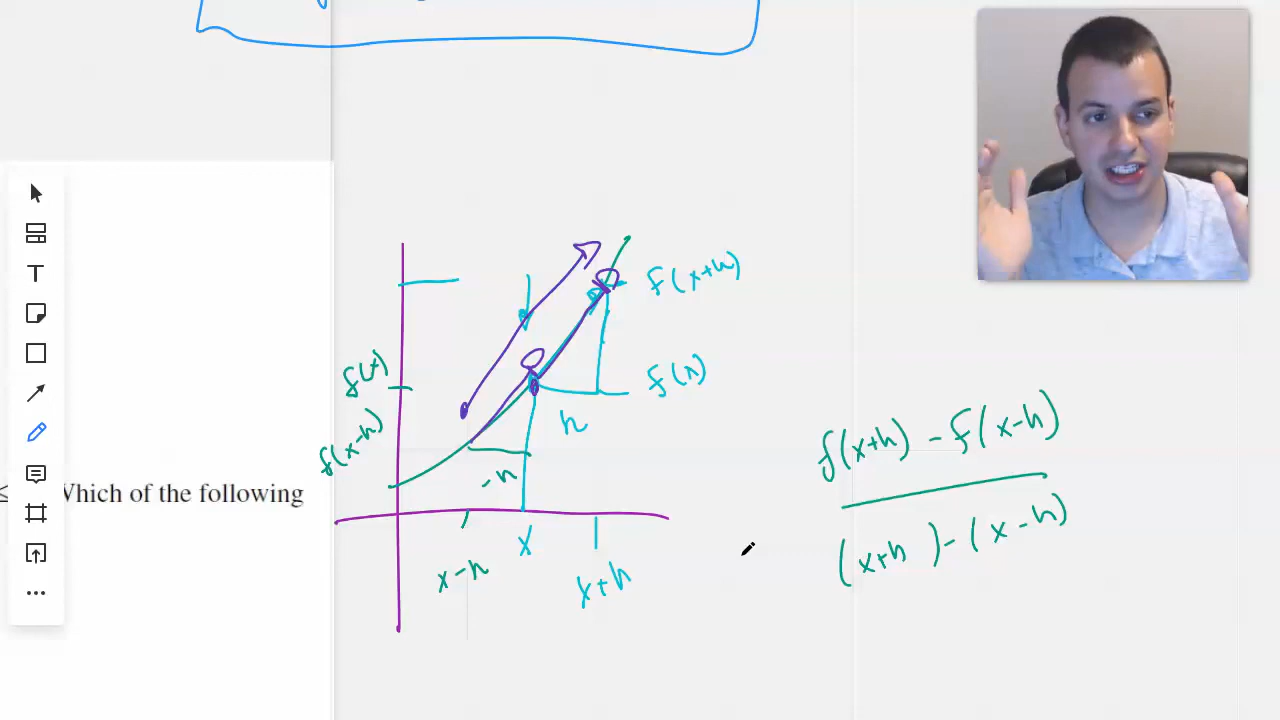 f(x+h)
f(x)
f(x)
h
f(x-h)
-h
≤
Which of the following
x
x-h
x+h
f(x+h) - f(x-h)
(x+h) - (x-h)
T